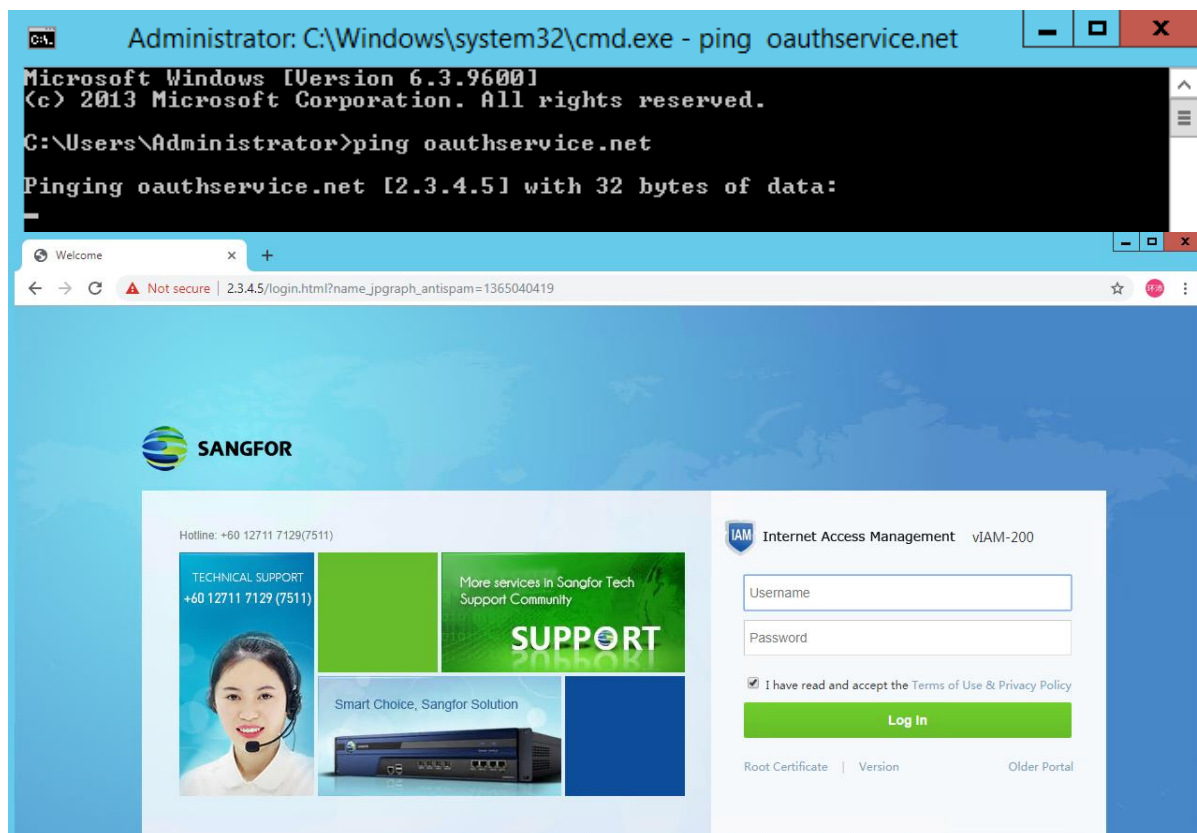 Administrator: C:\Windows\system32\cmd.exe - ping  oauthservice.net
Microsoft Windows [Version 6.3.9600]
(c) 2013 Microsoft Corporation. All rights reserved.
C:\Users\Administrator>ping oauthservice.net
Pinging oauthservice.net [2.3.4.5] with 32 bytes of data:
Welcome
Not secure | 2.3.4.5/login.html?name_jpgraph_antispam=1365040419
SANGFOR
Hotline: +60 12711 7129(7511)
TECHNICAL SUPPORT
+60 12711 7129 (7511)
More services in Sangfor Tech
Support Community
SUPPORT
Smart Choice, Sangfor Solution
IAM Internet Access Management vIAM-200
Username
Password
I have read and accept the Terms of Use & Privacy Policy
Log In
Root Certificate | Version Older Portal